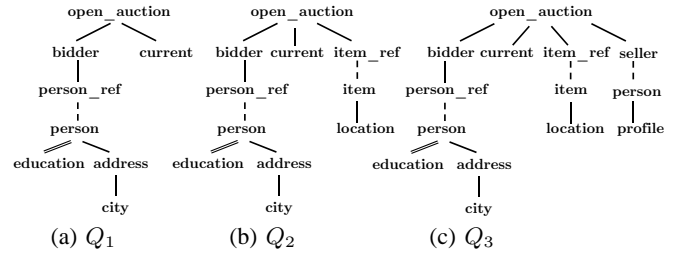 open_auction open_auction open_auction
bidder current bidder current item_ref bidder current item_ref seller
person_ref person_ref item person_ref item person
person person location person location profile
education address education address education address
city city city
(a) Q1 (b) Q2 (c) Q3